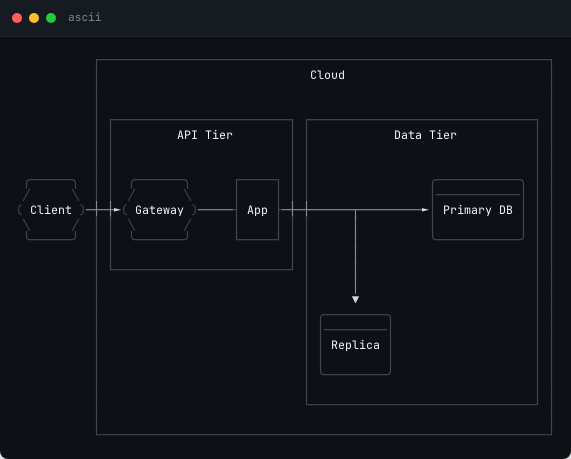 ascii
Cloud
API Tier
Data Tier
Client
Gateway
App
Primary DB
Replica